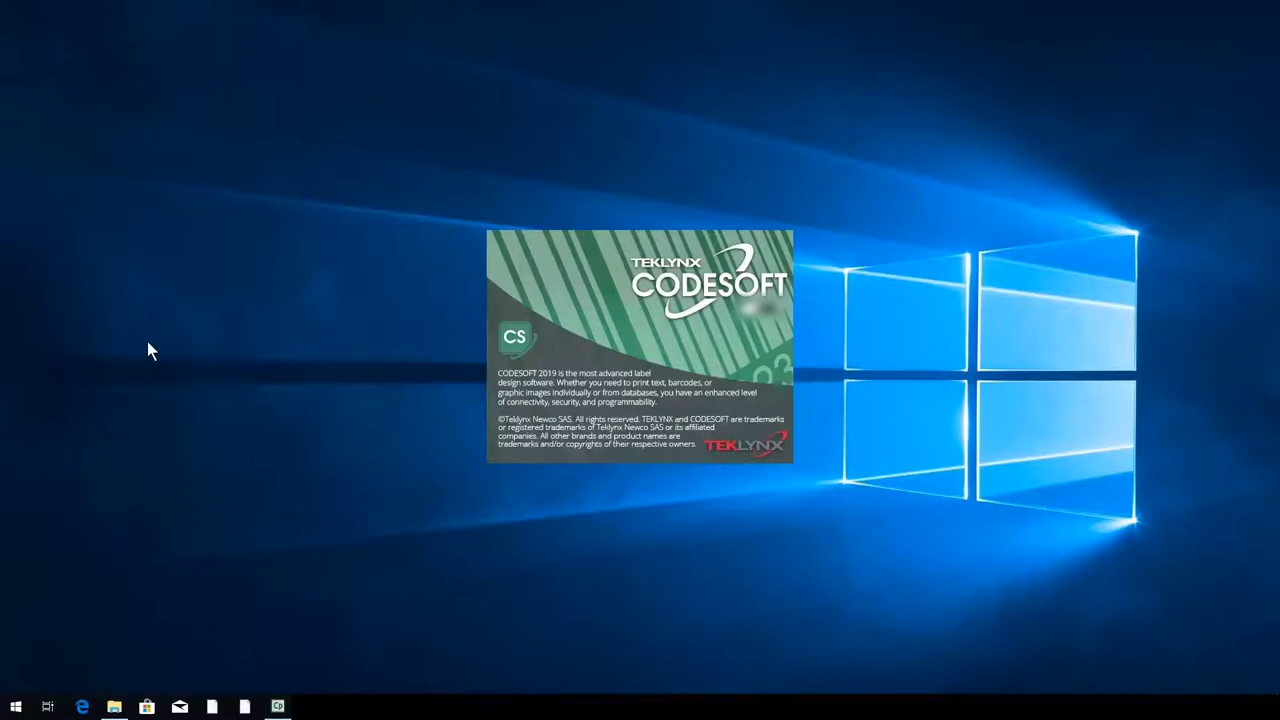 TEKLYNX
CODESOFT
CS
CODESOFT 2019 is the most advanced label
design software. Whether you need to print text, barcodes, or
graphic images individually or from databases, you have an enhanced level
of connectivity, security, and programmability.
©Teklynx Newco SAS. All rights reserved. TEKLYNX and CODESOFT are trademarks
or registered trademarks of Teklynx Newco SAS or its affiliated
companies. All other brands and product names are
trademarks and/or copyrights of their respective owners.
TEKLYNX
Cp